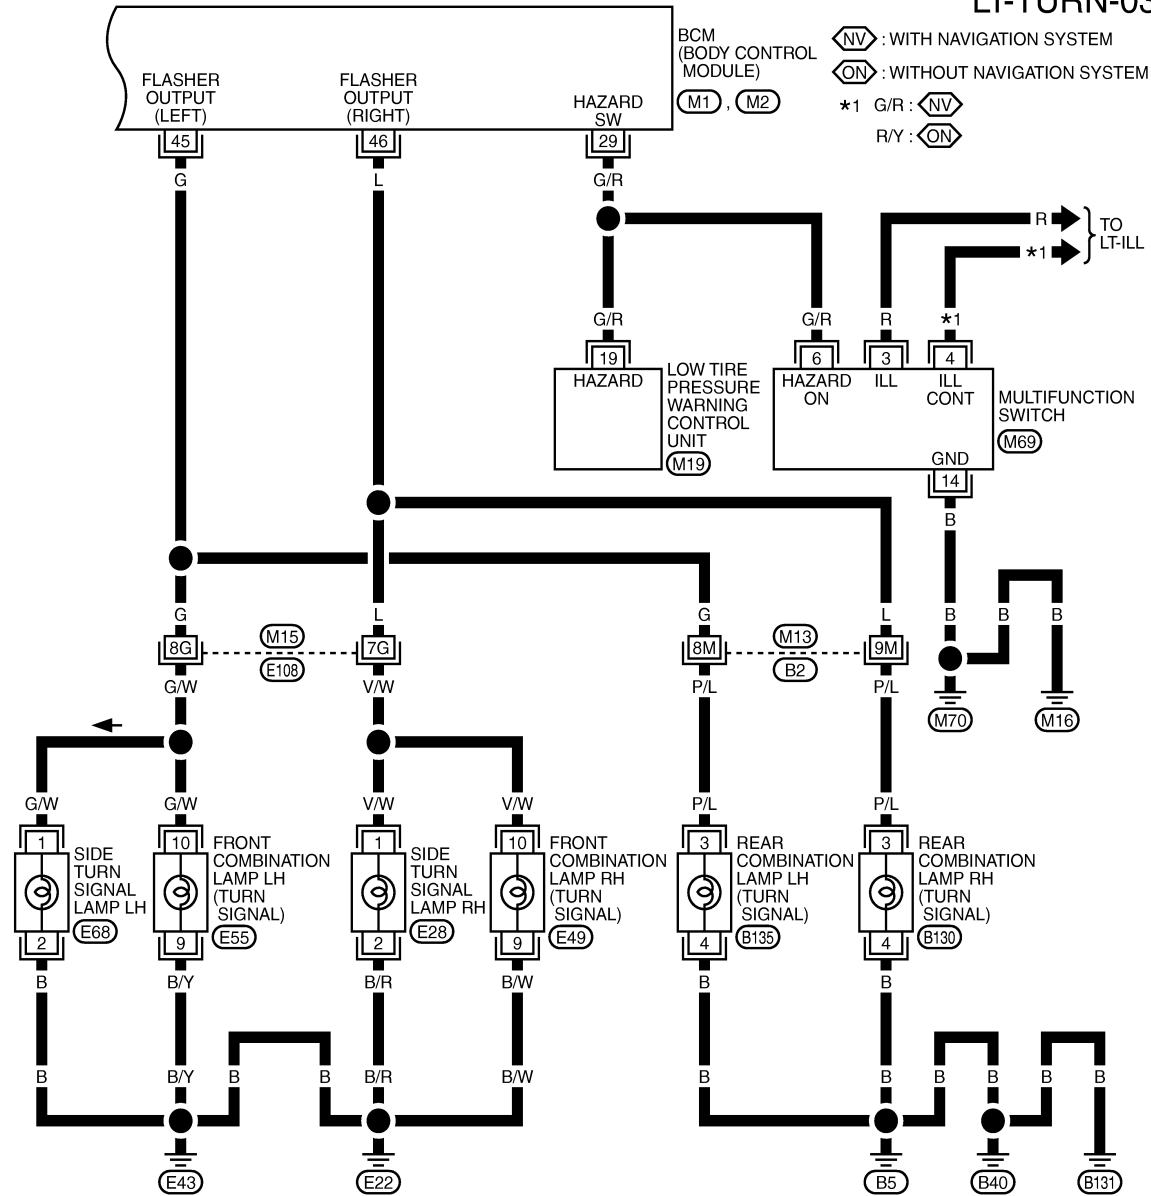 LT-TURN-03
BCM
(BODY CONTROL
MODULE)
M1 , M2
NV : WITH NAVIGATION SYSTEM
ON : WITHOUT NAVIGATION SYSTEM
*1 G/R : NV
R/Y : ON
FLASHER
OUTPUT
(LEFT)
FLASHER
OUTPUT
(RIGHT)
HAZARD
SW
45
46
29
G
L
G/R
R
*1
TO
LT-ILL
G/R
G/R
R
*1
19
6
3
4
HAZARD
LOW TIRE
PRESSURE
WARNING
CONTROL
UNIT
M19
HAZARD
ON
ILL
ILL
CONT
GND
14
MULTIFUNCTION
SWITCH
M69
B
G
L
G
L
B
B
B
8G
M15
E108
7G
8M
M13
B2
9M
G/W
V/W
P/L
P/L
M70
M16
G/W
G/W
V/W
V/W
P/L
P/L
1
10
1
10
3
3
SIDE
TURN
SIGNAL
LAMP LH
E68
FRONT
COMBINATION
LAMP LH
(TURN
SIGNAL)
E55
SIDE
TURN
SIGNAL
LAMP RH
E28
FRONT
COMBINATION
LAMP RH
(TURN
SIGNAL)
E49
REAR
COMBINATION
LAMP LH
(TURN
SIGNAL)
B135
REAR
COMBINATION
LAMP RH
(TURN
SIGNAL)
B130
2
9
2
9
4
4
B
B/Y
B/R
B/W
B
B
B
B/Y
B
B
B/R
B/W
B
B
B
B
B
B
E43
E22
B5
B40
B131